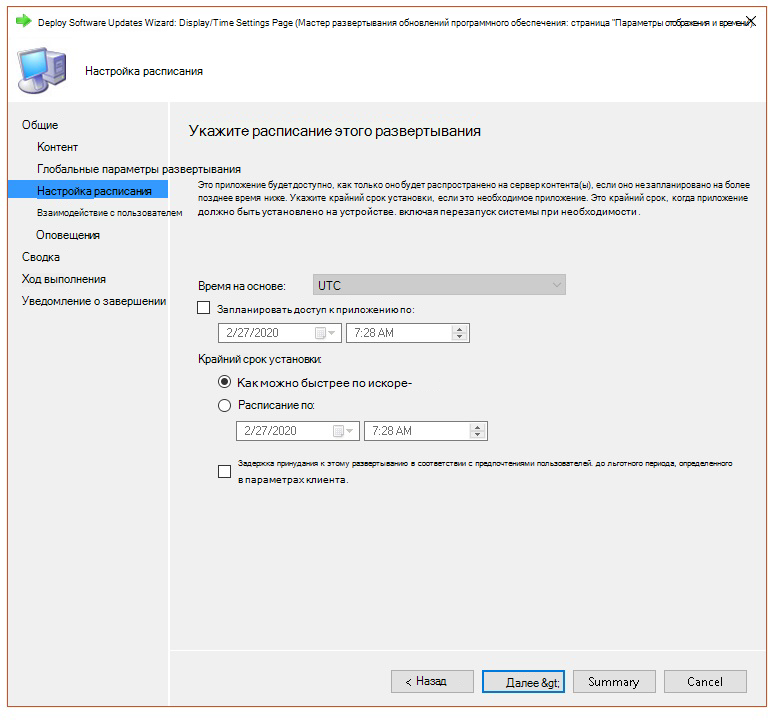 Deploy Software Updates Wizard: Display/Time Settings Page (Мастер развертывания обновлений программного обеспечения: страница "Параметры отображения и времени).
Настройка расписания
Общие
Контент
Глобальные параметры развертывания
Настройка расписания
Взаимодействие с пользователем
Оповещения
Сводка
Ход выполнения
Уведомление о завершении
Укажите расписание этого развертывания
Это приложение будет доступно, как только оно будет распространено на сервер контента(ы), если оно не запланировано на более
позднее время ниже. Укажите крайний срок установки, если это необходимое приложение. Это крайний срок, когда приложение
должно быть установлено на устройстве. включая перезапуск системы при необходимости .
Время на основе: UTC
Запланировать доступ к приложению по:
2/27/2020 7:28 AM
Крайний срок установки:
Как можно быстрее по искоре-
Расписание по:
2/27/2020 7:28 AM
Задержка принудания к этому развертыванию в соответствии с предпочтениями пользователей. до льготного периода, определенного
в параметрах клиента.
< Назад Далее &gt; Summary Cancel